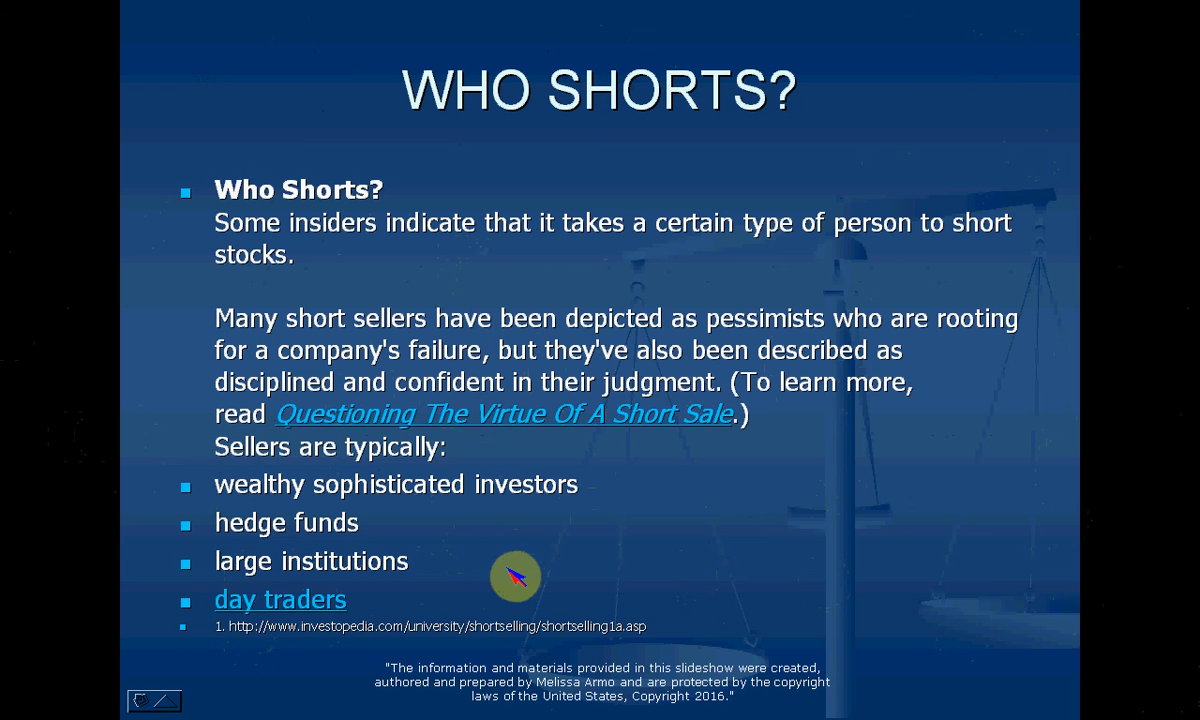 WHO SHORTS?
Who Shorts?
Some insiders indicate that it takes a certain type of person to short
stocks.
Many short sellers have been depicted as pessimists who are rooting
for a company's failure, but they've also been described as
disciplined and confident in their judgment. (To learn more,
read Questioning The Virtue Of A Short Sale.)
Sellers are typically:
wealthy sophisticated investors
hedge funds
large institutions
day traders
1. http://www.investopedia.com/university/shortselling/shortselling1a.asp
"The information and materials provided in this slideshow were created,
authored and prepared by Melissa Armo and are protected by the copyright
laws of the United States, Copyright 2016."